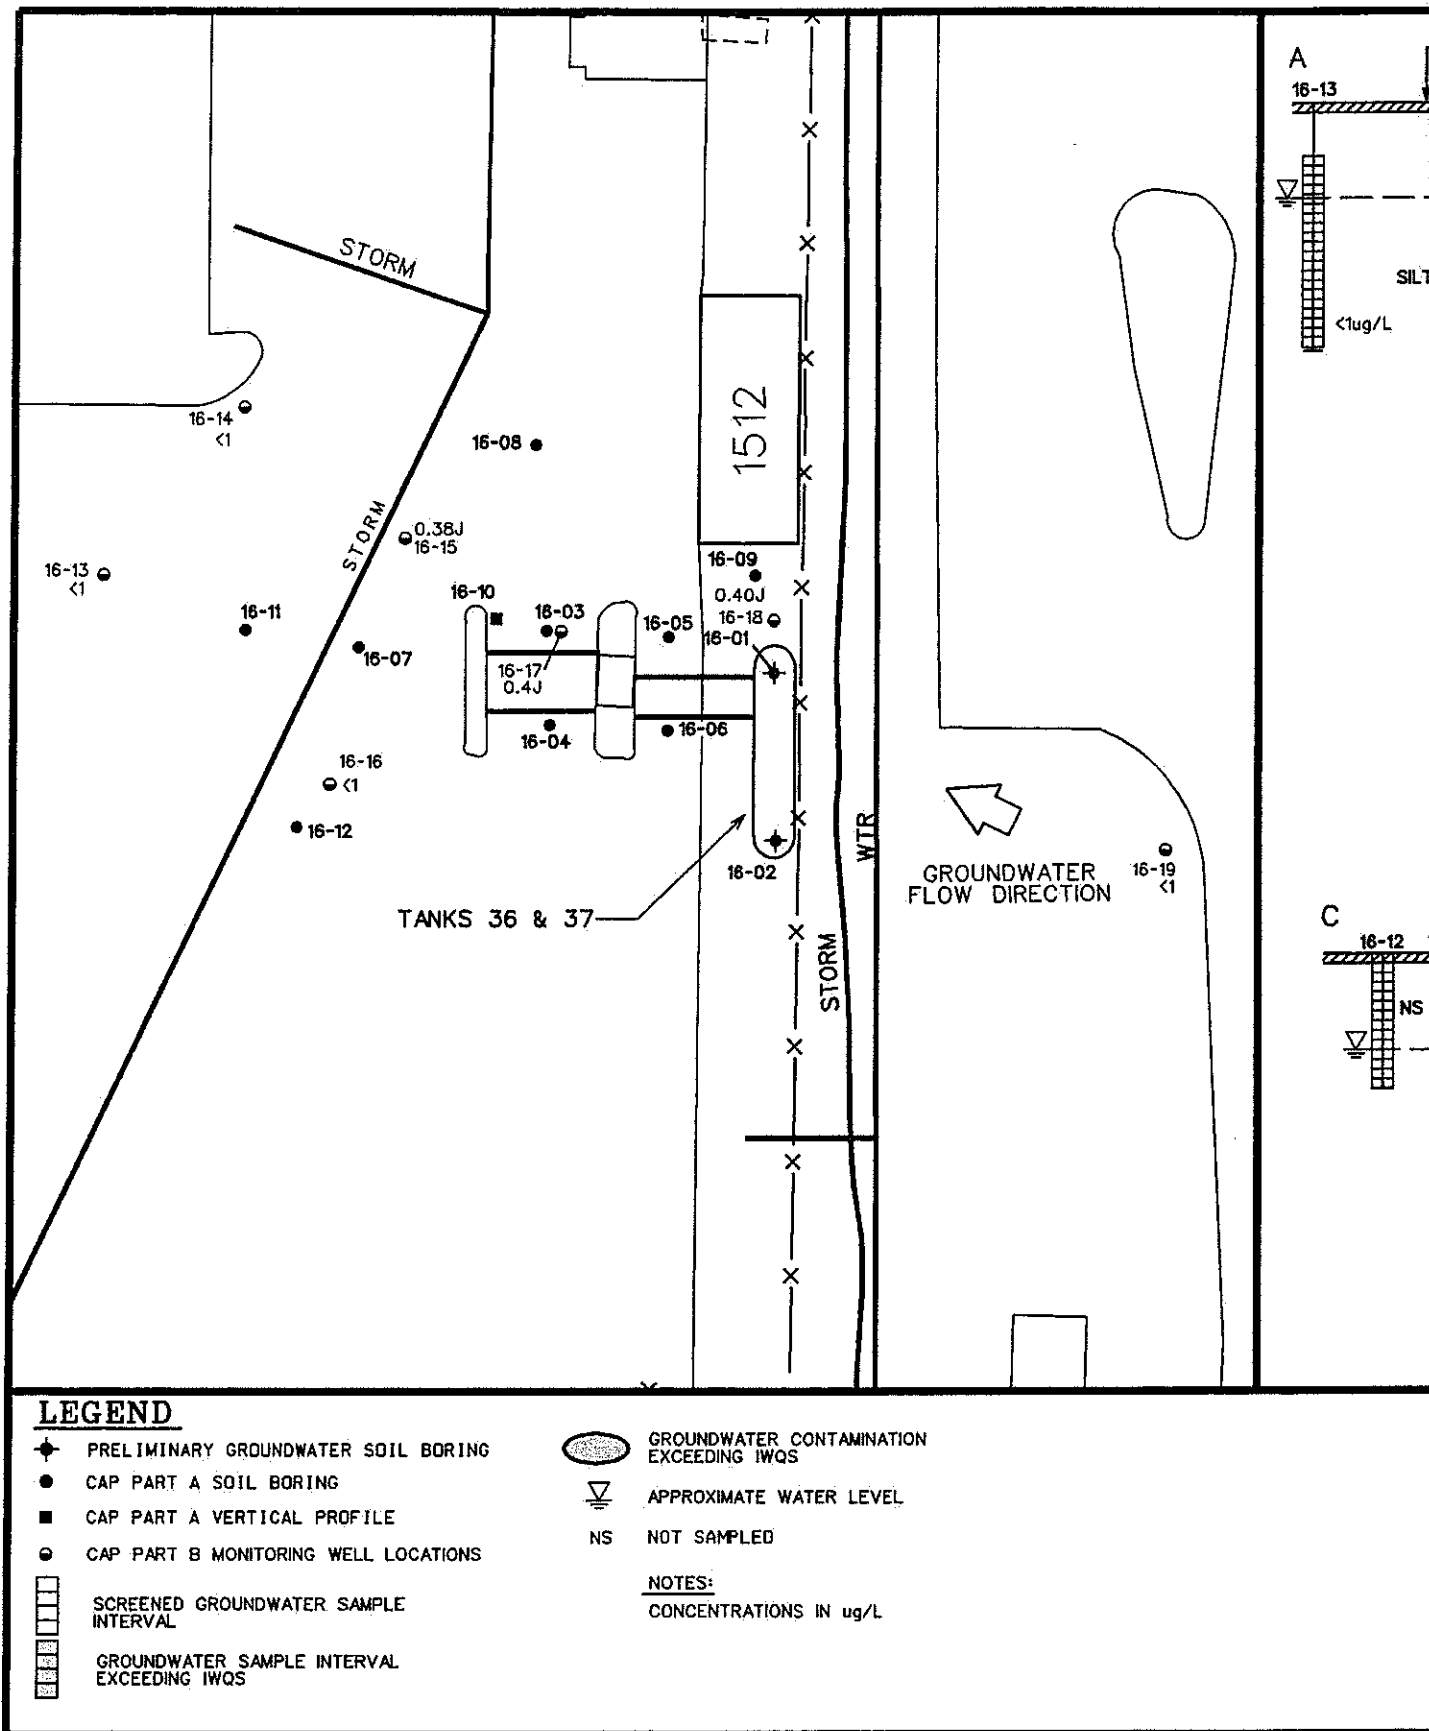 A
16-13
SILT
<1ug/L
STORM
16-14
<1
16-08
1512
STORM
0.38J
16-15
16-13
<1
16-09
0.40J
16-18
16-01
16-10
16-03
16-05
16-11
16-07
16-17
0.4J
16-04
16-06
16-16
<1
16-12
16-02
WTR
GROUNDWATER
FLOW DIRECTION
16-19
<1
TANKS 36 & 37
STORM
C
16-12
NS
LEGEND
PRELIMINARY GROUNDWATER SOIL BORING
CAP PART A SOIL BORING
CAP PART A VERTICAL PROFILE
CAP PART B MONITORING WELL LOCATIONS
SCREENED GROUNDWATER SAMPLE
INTERVAL
GROUNDWATER SAMPLE INTERVAL
EXCEEDING IWQS
GROUNDWATER CONTAMINATION
EXCEEDING IWQS
APPROXIMATE WATER LEVEL
NS NOT SAMPLED
NOTES:
CONCENTRATIONS IN ug/L